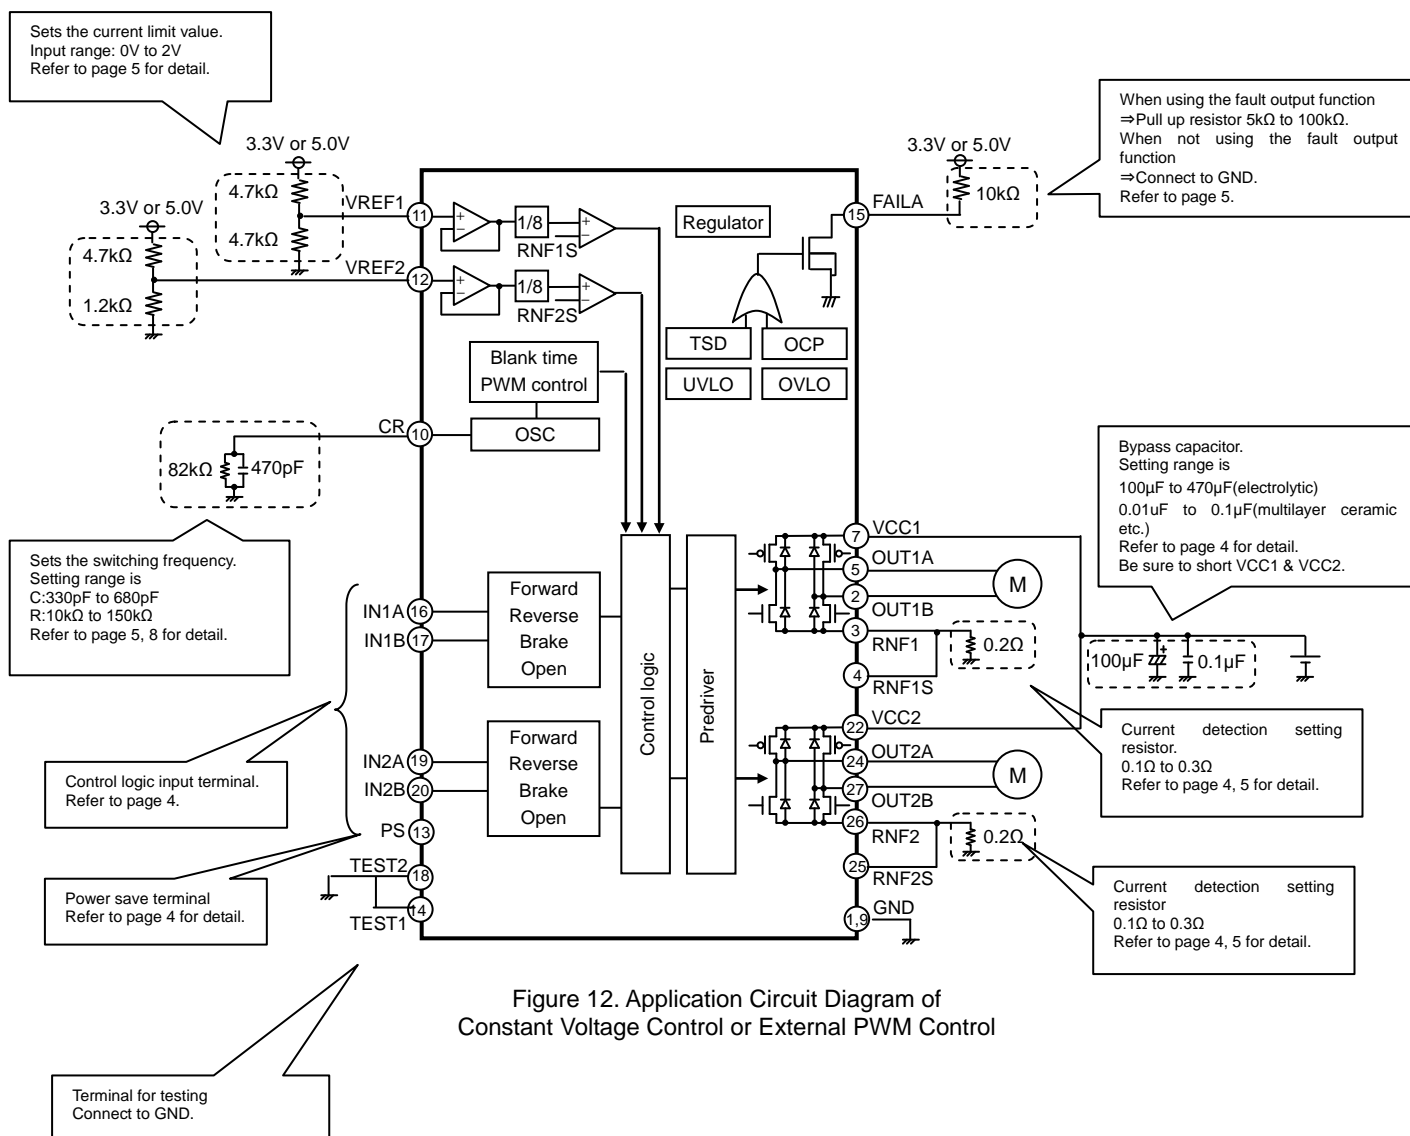 Sets the current limit value.
Input range: 0V to 2V
Refer to page 5 for detail.
When using the fault output function
⇒Pull up resistor 5kΩ to 100kΩ.
When not using the fault output
function
⇒Connect to GND.
Refer to page 5.
3.3V or 5.0V
4.7kΩ
4.7kΩ
VREF1
11
3.3V or 5.0V
4.7kΩ
1.2kΩ
VREF2
12
+
−
1/8
RNF1S
+
−
+
−
1/8
RNF2S
+
−
Regulator
3.3V or 5.0V
15
FAILA
10kΩ
TSD
OCP
UVLO
OVLO
Blank time
PWM control
OSC
CR
10
82kΩ
470pF
Sets the switching frequency.
Setting range is
C:330pF to 680pF
R:10kΩ to 150kΩ
Refer to page 5, 8 for detail.
Bypass capacitor.
Setting range is
100µF to 470µF(electrolytic)
0.01uF to 0.1µF(multilayer ceramic
etc.)
Refer to page 4 for detail.
Be sure to short VCC1 & VCC2.
IN1A
16
IN1B
17
Forward
Reverse
Brake
Open
IN2A
19
IN2B
20
Forward
Reverse
Brake
Open
Control logic
Predriver
7
VCC1
5
OUT1A
M
2
OUT1B
3
RNF1
0.2Ω
4
RNF1S
22
VCC2
24
OUT2A
M
27
OUT2B
26
RNF2
0.2Ω
25
RNF2S
1,9
GND
100µF
+
0.1µF
Control logic input terminal.
Refer to page 4.
PS
13
TEST2
18
14
TEST1
Power save terminal
Refer to page 4 for detail.
Current detection setting
resistor.
0.1Ω to 0.3Ω
Refer to page 4, 5 for detail.
Current detection setting
resistor
0.1Ω to 0.3Ω
Refer to page 4, 5 for detail.
Figure 12. Application Circuit Diagram of
Constant Voltage Control or External PWM Control
Terminal for testing
Connect to GND.